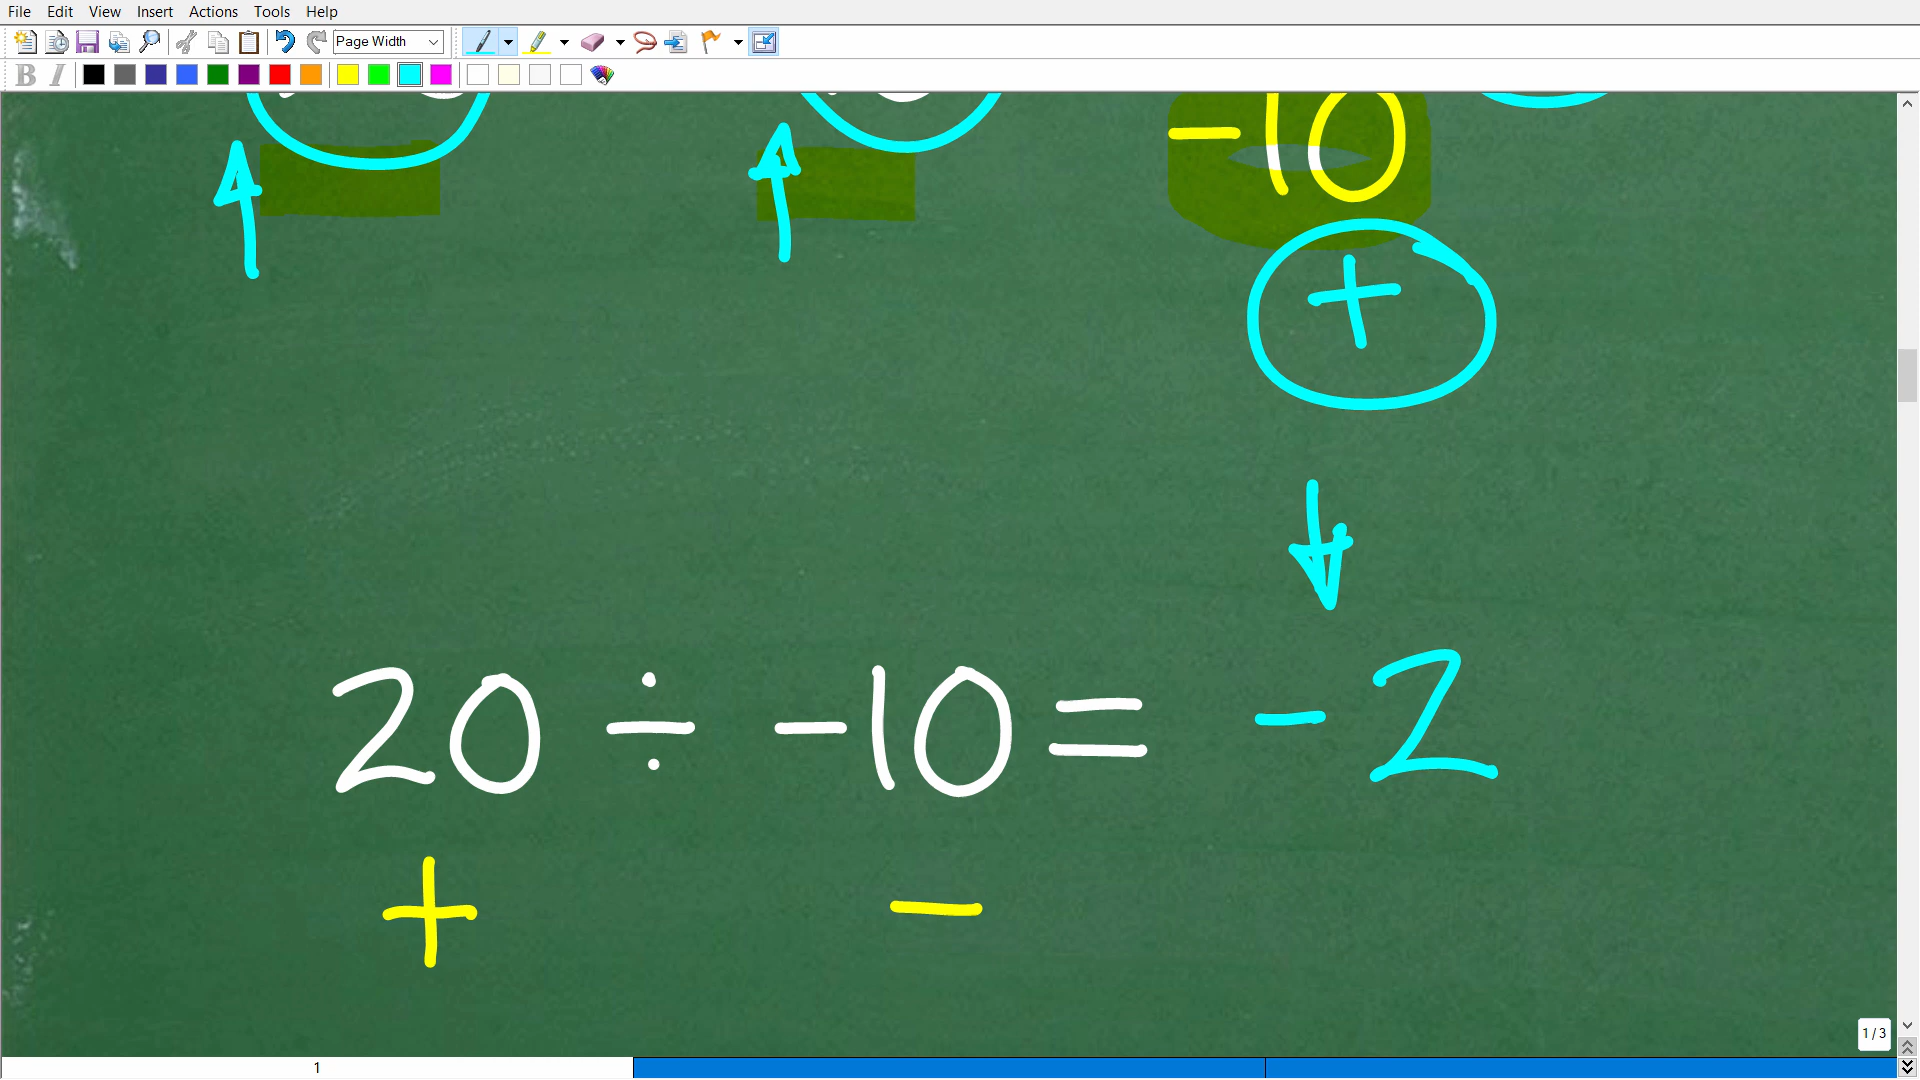 File Edit View Insert Actions Tools Help
Page Width
B I
-10
+
20 ÷ -10 = -2
+ -
1 / 3
1